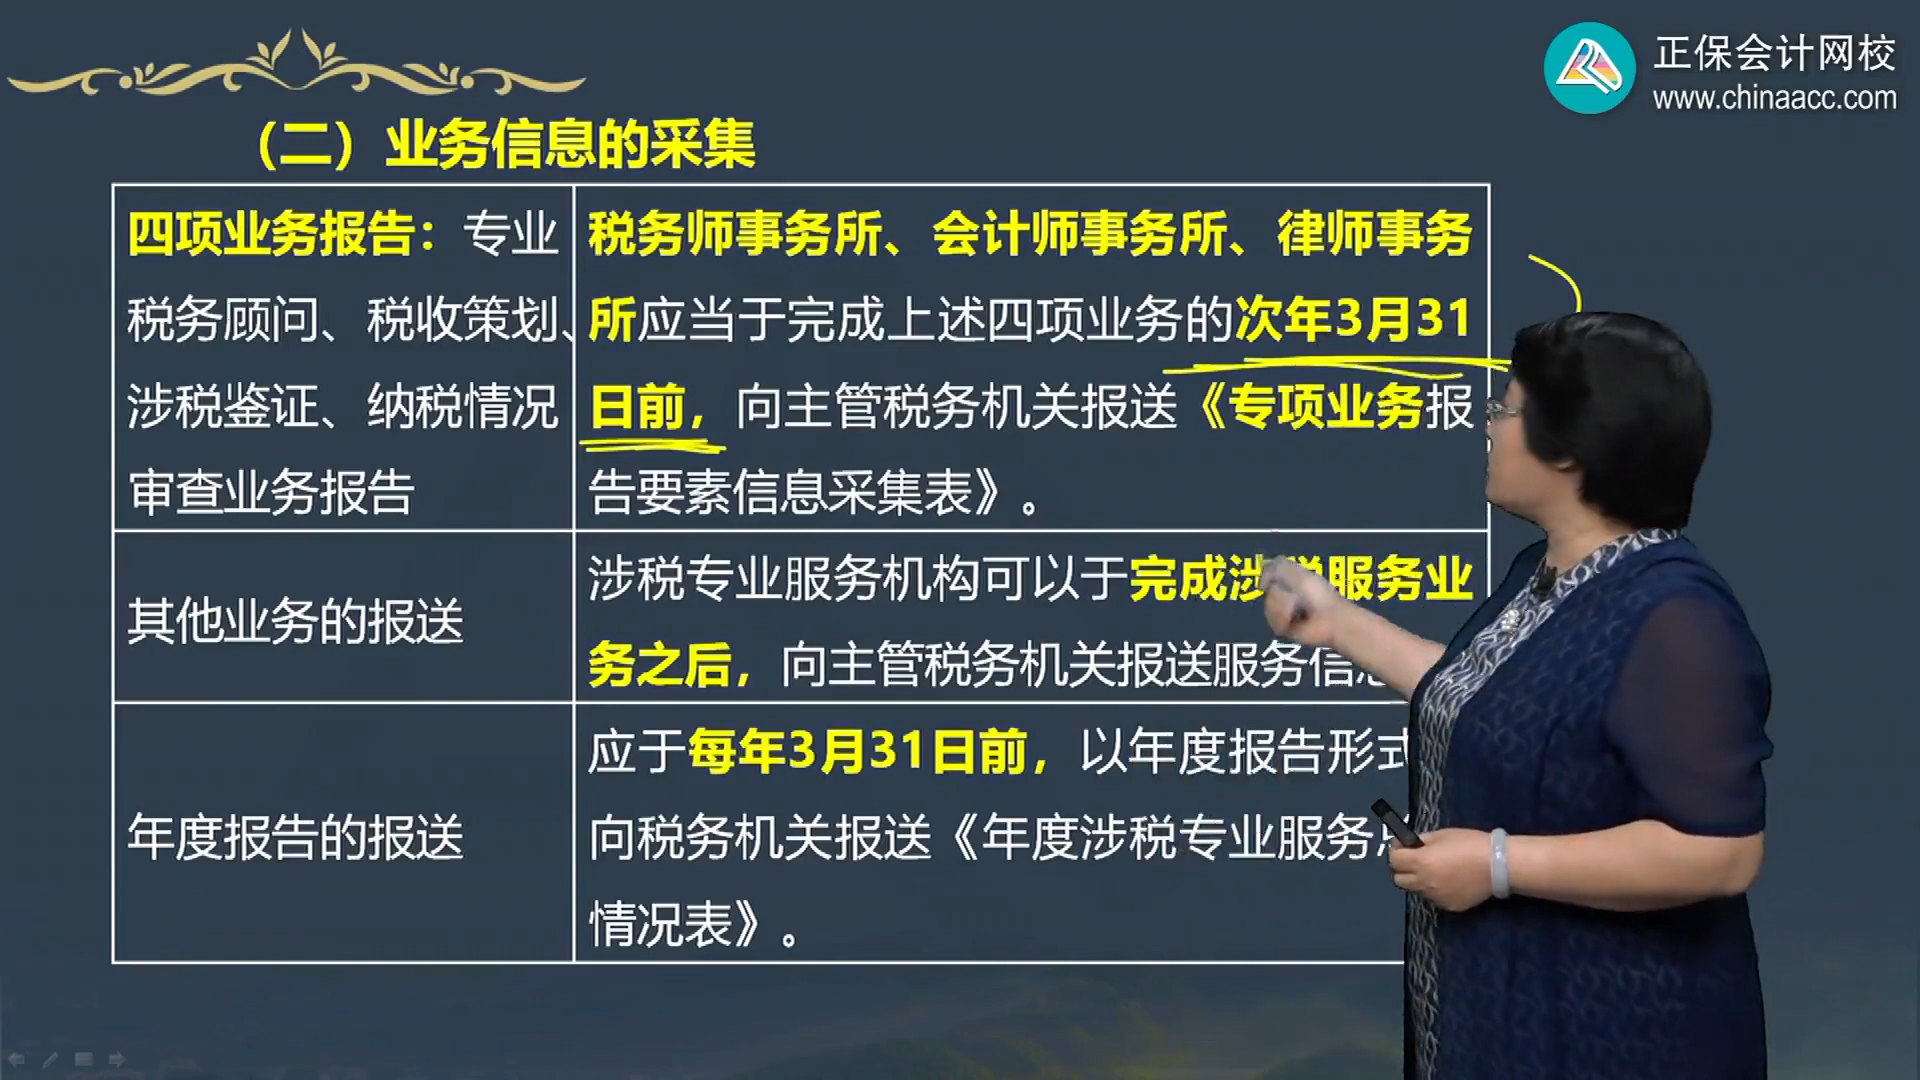 正保会计网校
www.chinaacc.com
（二）业务信息的采集
四项业务报告：专业
税务顾问、税收策划、
涉税鉴证、纳税情况
审查业务报告
税务师事务所、会计师事务所、律师事务
所应当于完成上述四项业务的次年3月31
日前，向主管税务机关报送《专项业务报
告要素信息采集表》。
其他业务的报送
涉税专业服务机构可以于完成涉税服务业
务之后，向主管税务机关报送服务信
年度报告的报送
应于每年3月31日前，以年度报告形式
向税务机关报送《年度涉税专业服务
情况表》。